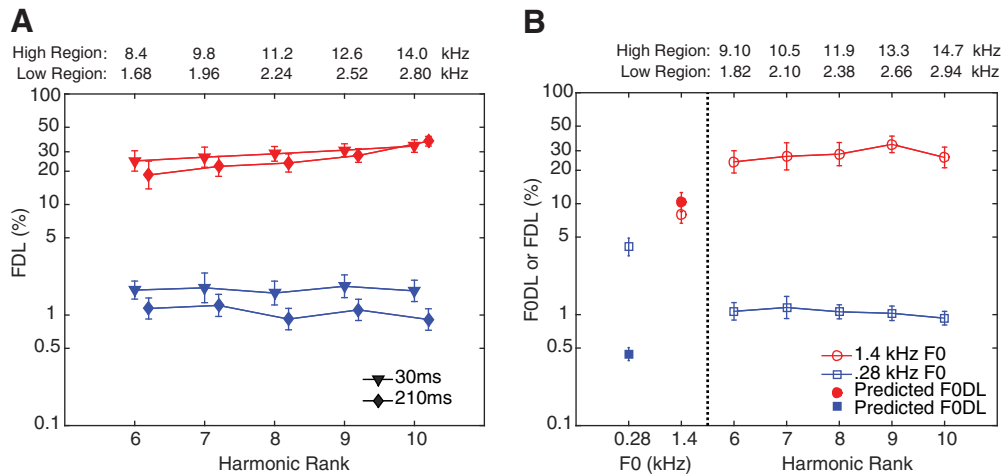 A
High Region: 8.4 9.8 11.2 12.6 14.0 kHz
Low Region: 1.68 1.96 2.24 2.52 2.80 kHz
100
50
30
20
10
5
1
0.5
0.1
FDL (%)
30ms
210ms
6 7 8 9 10
Harmonic Rank
B
High Region: 9.10 10.5 11.9 13.3 14.7 kHz
Low Region: 1.82 2.10 2.38 2.66 2.94 kHz
100
50
30
20
10
5
1
0.5
0.1
F0DL or FDL (%)
1.4 kHz F0
.28 kHz F0
Predicted F0DL
Predicted F0DL
0.28 1.4 6 7 8 9 10
F0 (kHz) Harmonic Rank